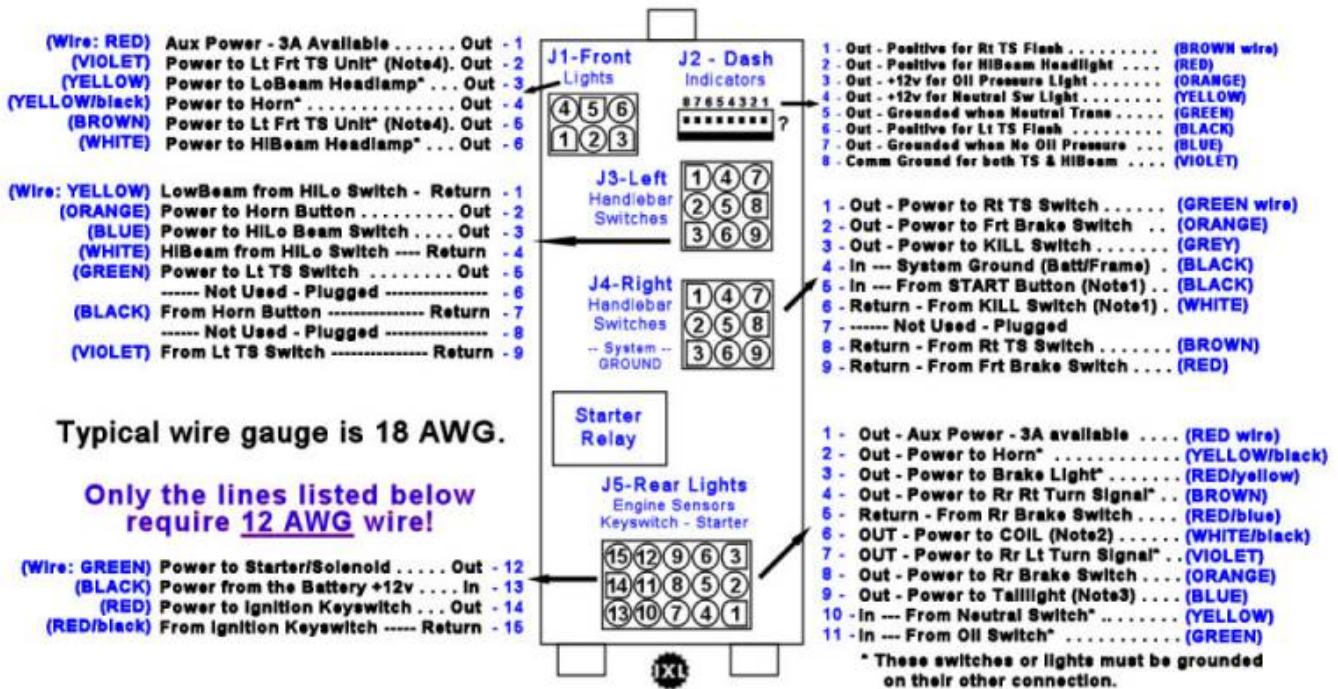 (Wire: RED) Aux Power - 3A Available ...... Out - 1
(VIOLET) Power to Lt Frt TS Unit* (Note4). Out - 2
(YELLOW) Power to LoBeam Headlamp* . Out - 3
(YELLOW/black) Power to Horn* ............... Out - 4
(BROWN) Power to Lt Frt TS Unit* (Note4). Out - 5
(WHITE) Power to HiBeam Headlamp* ... Out - 6
(Wire: YELLOW) LowBeam from HiLo Switch - Return - 1
(ORANGE) Power to Horn Button ......... Out - 2
(BLUE) Power to HiLo Beam Switch .... Out - 3
(WHITE) HiBeam from HiLo Switch ---- Return - 4
(GREEN) Power to Lt TS Switch ........ Out - 5
------ Not Used - Plugged ---------------- - 6
(BLACK) From Horn Button --------------- Return - 7
------ Not Used - Plugged ---------------- - 8
(VIOLET) From Lt TS Switch --------------- Return - 9
Typical wire gauge is 18 AWG.
Only the lines listed below
require 12 AWG wire!
(Wire: GREEN) Power to Starter/Solenoid ..... Out - 12
(BLACK) Power from the Battery +12v .... In - 13
(RED) Power to Ignition Keyswitch ... Out - 14
(RED/black) From Ignition Keyswitch ----- Return - 15
J1-Front
Lights
4 5 6
1 2 3
J2 - Dash
Indicators
8 7 6 5 4 3 2 1
?
J3-Left
Handlebar
Switches
1 4 7
2 5 8
3 6 9
J4-Right
Handlebar
Switches
-- System --
GROUND
1 4 7
2 5 8
3 6 9
Starter
Relay
J5-Rear Lights
Engine Sensors
Keyswitch - Starter
15 12 9 6 3
14 11 8 5 2
13 10 7 4 1
IXL
1 - Out - Positive for Rt TS Flash ......... (BROWN wire)
2 - Out - Positive for HiBeam Headlight .... (RED)
3 - Out - +12v for Oil Pressure Light ...... (ORANGE)
4 - Out - +12v for Neutral Sw Light ....... (YELLOW)
5 - Out - Grounded when Neutral Trans ..... (GREEN)
6 - Out - Positive for Lt TS Flash ......... (BLACK)
7 - Out - Grounded when No Oil Pressure ... (BLUE)
8 - Comm Ground for both TS & HiBeam .... (VIOLET)
1 - Out - Power to Rt TS Switch ....... (GREEN wire)
2 - Out - Power to Frt Brake Switch .. (ORANGE)
3 - Out - Power to KILL Switch ....... (GREY)
4 - In --- System Ground (Batt/Frame) . (BLACK)
5 - In --- From START Button (Note1) .. (BLACK)
6 - Return - From KILL Switch (Note1) . (WHITE)
7 - ------ Not Used - Plugged
8 - Return - From Rt TS Switch ....... (BROWN)
9 - Return - From Frt Brake Switch .... (RED)
1 - Out - Aux Power - 3A available .... (RED wire)
2 - Out - Power to Horn* ............ (YELLOW/black)
3 - Out - Power to Brake Light* ....... (RED/yellow)
4 - Out - Power to Rr Rt Turn Signal* .. (BROWN)
5 - Return - From Rr Brake Switch ..... (RED/blue)
6 - OUT - Power to COIL (Note2) ...... (WHITE/black)
7 - OUT - Power to Rr Lt Turn Signal* .. (VIOLET)
8 - Out - Power to Rr Brake Switch .... (ORANGE)
9 - Out - Power to Taillight (Note3) .... (BLUE)
10 - In --- From Neutral Switch* .. ....... (YELLOW)
11 - In --- From Oil Switch* ........... (GREEN)
* These switches or lights must be grounded
on their other connection.